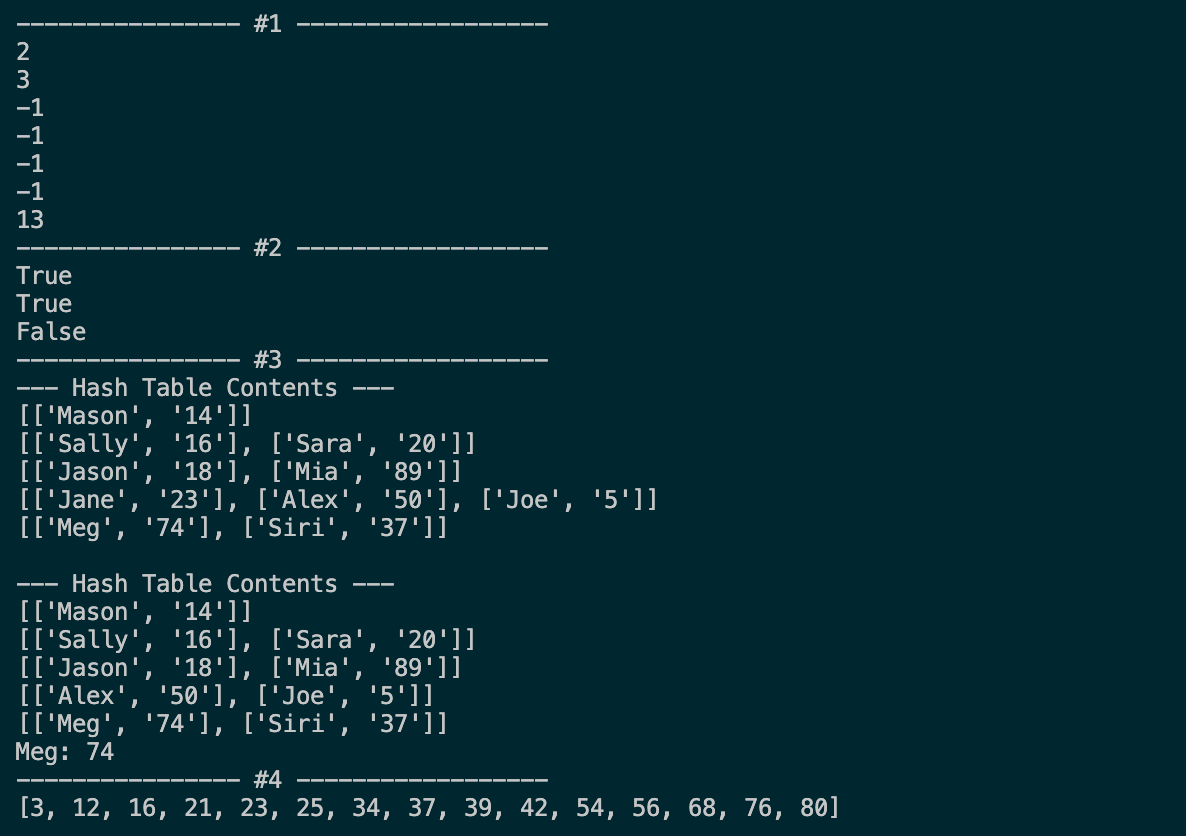 ---------------- #1 ------------------
2
3
-1
-1
-1
-1
13
---------------- #2 ------------------
True
True
False
---------------- #3 ------------------
--- Hash Table Contents ---
[['Mason', '14']]
[['Sally', '16'], ['Sara', '20']]
[['Jason', '18'], ['Mia', '89']]
[['Jane', '23'], ['Alex', '50'], ['Joe', '5']]
[['Meg', '74'], ['Siri', '37']]

--- Hash Table Contents ---
[['Mason', '14']]
[['Sally', '16'], ['Sara', '20']]
[['Jason', '18'], ['Mia', '89']]
[['Alex', '50'], ['Joe', '5']]
[['Meg', '74'], ['Siri', '37']]
Meg: 74
---------------- #4 ------------------
[3, 12, 16, 21, 23, 25, 34, 37, 39, 42, 54, 56, 68, 76, 80]